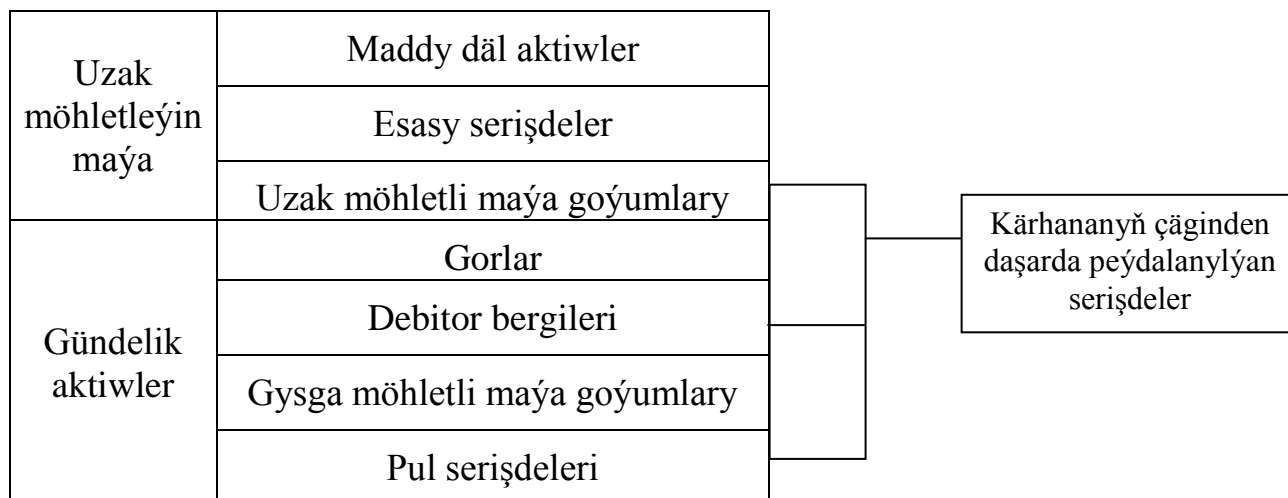 Uzak
möhletleýin
maýa
Maddy däl aktiwler
Esasy serişdeler
Uzak möhletli maýa goýumlary
Gündelik
aktiwler
Gorlar
Debitor bergileri
Gysga möhletli maýa goýumlary
Pul serişdeleri
Kärhananyň çäginden
daşarda peýdalanylýan
serişdeler